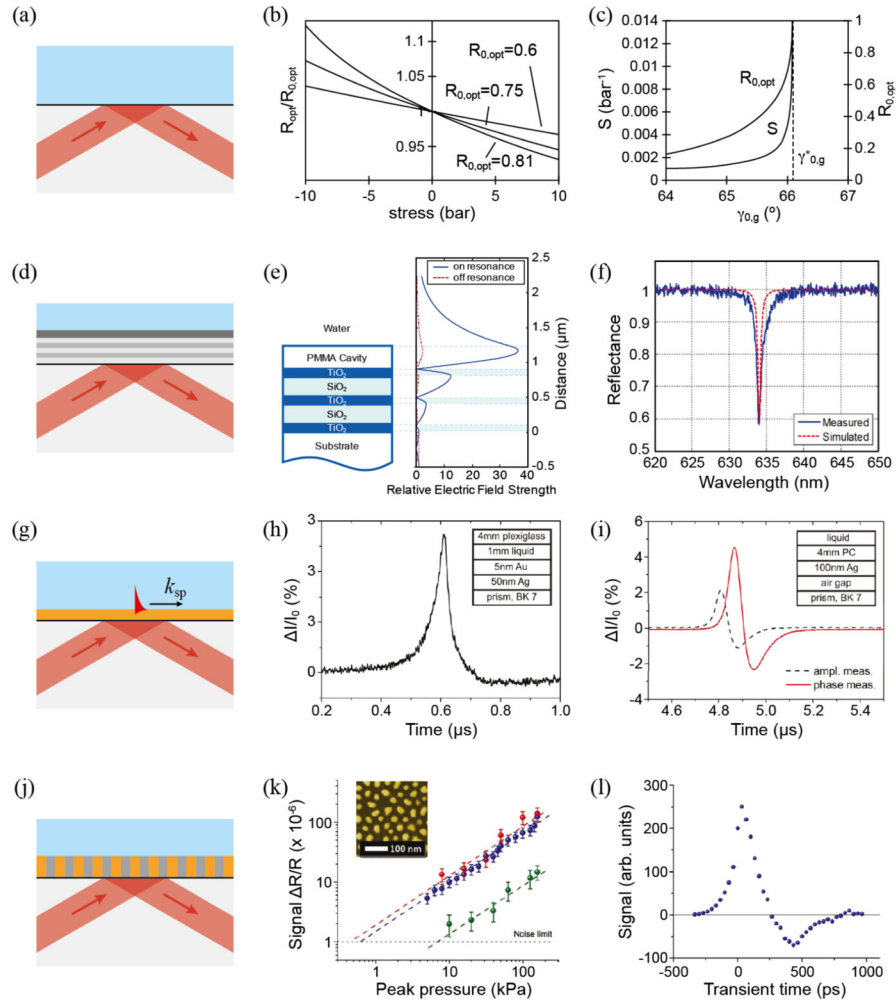 (a)
(b)
1.1
1.05
0.95
R₀,opt=0.6
R₀,opt=0.75
R₀,opt=0.81
Ropt/R₀,opt
-10
-5
0
5
10
stress (bar)
(c)
0.014
0.012
0.01
0.008
0.006
0.004
0.002
0
S (bar⁻¹)
R₀,opt
S
γ*₀,g
1
0.8
0.6
0.4
0.2
0
R₀,opt
64
65
66
67
γ₀,g (º)
(d)
(e)
on resonance
off resonance
2.5
2
1.5
1
0.5
0
-0.5
Distance (μm)
Water
PMMA Cavity
TiO₂
SiO₂
TiO₂
SiO₂
TiO₂
Substrate
0
10
20
30
40
Relative Electric Field Strength
(f)
1
0.9
0.8
0.7
0.6
0.5
Reflectance
Measured
Simulated
620
625
630
635
640
645
650
Wavelength (nm)
(g)
ksp
(h)
3
3
0
ΔI/I₀ (%)
4mm plexiglass
1mm liquid
5nm Au
50nm Ag
prism, BK 7
0.2
0.4
0.6
0.8
1.0
Time (μs)
(i)
6
4
2
0
-2
-4
ΔI/I₀ (%)
liquid
4mm PC
100nm Ag
air gap
prism, BK 7
ampl. meas.
phase meas.
4.6
4.8
5.0
5.2
5.4
Time (μs)
(j)
(k)
100
10
1
Signal ΔR/R (x 10⁻⁶)
100 nm
Noise limit
1
10
100
Peak pressure (kPa)
(l)
300
200
100
0
-100
Signal (arb. units)
-500
0
500
1000
Transient time (ps)